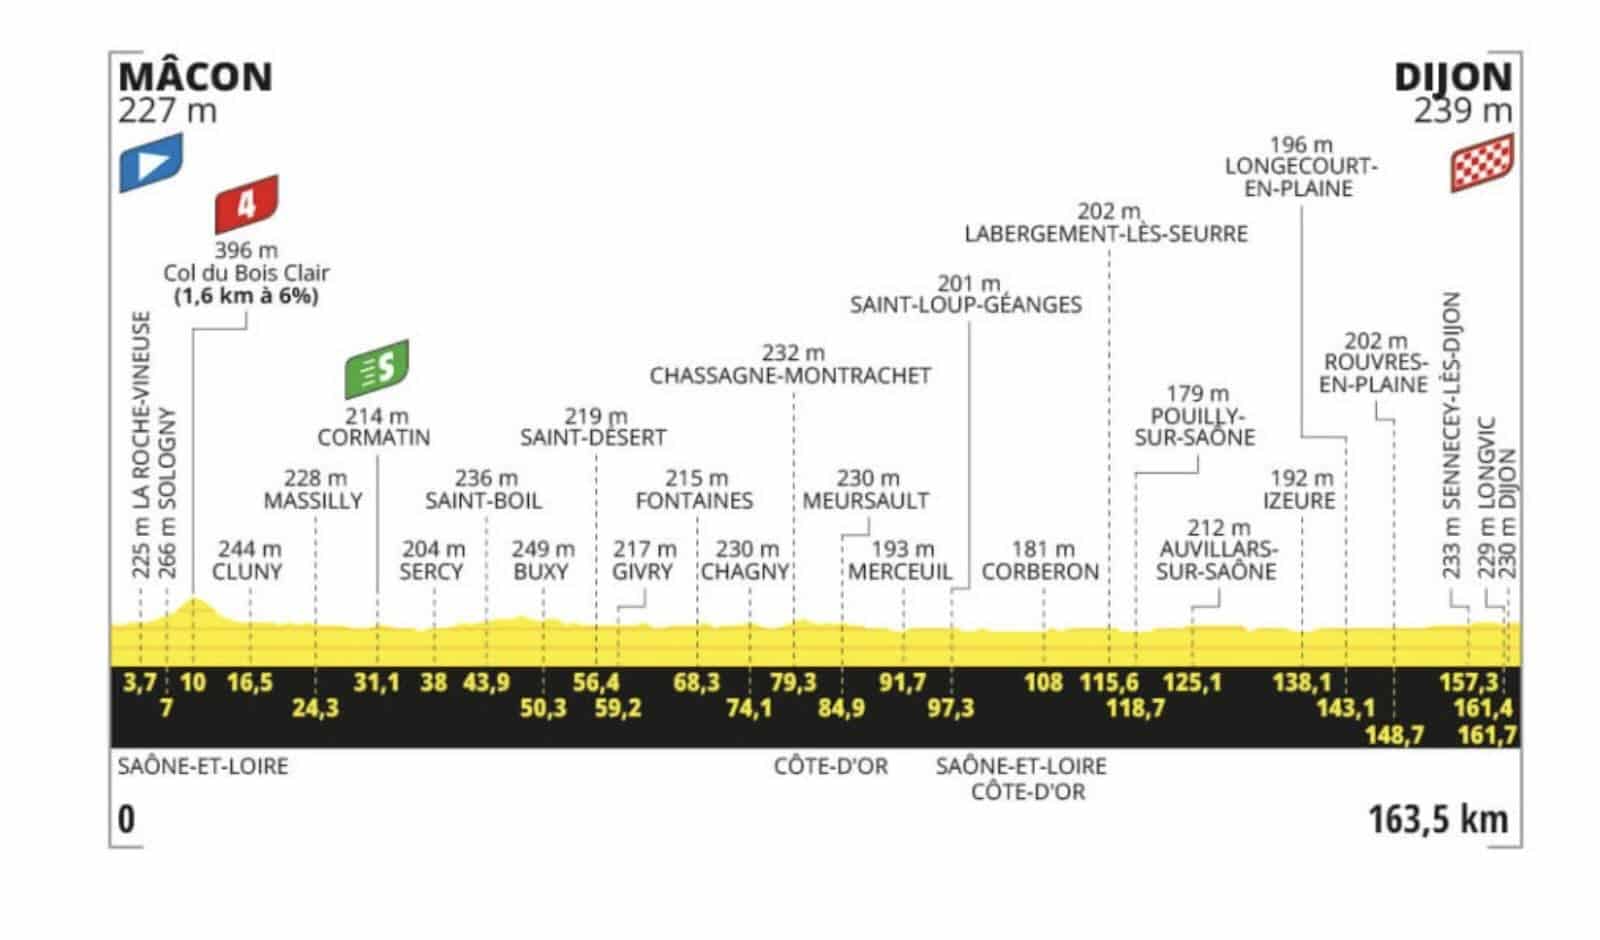 MÂCON
227 m
DIJON
239 m
4
396 m
Col du Bois Clair
(1,6 km à 6%)
225 m LA ROCHE-VINEUSE
266 m SOLOGNY
244 m
CLUNY
228 m
MASSILLY
S
214 m
CORMATIN
204 m
SERCY
236 m
SAINT-BOIL
249 m
BUXY
219 m
SAINT-DÉSERT
217 m
GIVRY
215 m
FONTAINES
230 m
CHAGNY
232 m
CHASSAGNE-MONTRACHET
230 m
MEURSAULT
193 m
MERCEUIL
201 m
SAINT-LOUP-GÉANGES
181 m
CORBERON
202 m
LABERGEMENT-LÈS-SEURRE
179 m
POUILLY-
SUR-SAÔNE
212 m
AUVILLARS-
SUR-SAÔNE
192 m
IZEURE
196 m
LONGECOURT-
EN-PLAINE
202 m
ROUVRES-
EN-PLAINE
233 m SENNECEY-LÈS-DIJON
229 m LONGVIC
230 m DIJON
3,7 10 16,5 31,1 38 43,9 56,4 68,3 79,3 91,7 108 115,6 125,1 138,1 157,3
7 24,3 50,3 59,2 74,1 84,9 97,3 118,7 143,1 161,4
148,7 161,7
SAÔNE-ET-LOIRE CÔTE-D'OR SAÔNE-ET-LOIRE
CÔTE-D'OR
0 163,5 km